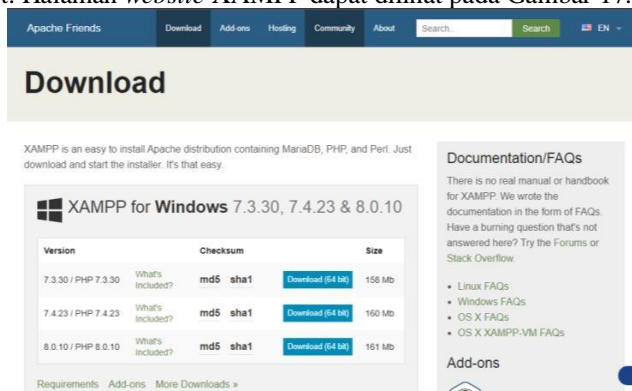 t. Halaman website XAMPP dapat dilihat pada Gambar 17.
Apache Friends Download Add-ons Hosting Community About Search... Search EN
Download
XAMPP is an easy to install Apache distribution containing MariaDB, PHP, and Perl. Just
download and start the installer. It's that easy.
XAMPP for Windows 7.3.30, 7.4.23 & 8.0.10
Version Checksum Size
7.3.30 / PHP 7.3.30 What's Included? md5 sha1 Download (64 bit) 158 Mb
7.4.23 / PHP 7.4.23 What's Included? md5 sha1 Download (64 bit) 160 Mb
8.0.10 / PHP 8.0.10 What's Included? md5 sha1 Download (64 bit) 161 Mb
Requirements Add-ons More Downloads »
Documentation/FAQs
There is no real manual or handbook
for XAMPP. We wrote the
documentation in the form of FAQs.
Have a burning question that's not
answered here? Try the Forums or
Stack Overflow.
• Linux FAQs
• Windows FAQs
• OS X FAQs
• OS X XAMPP-VM FAQs
Add-ons